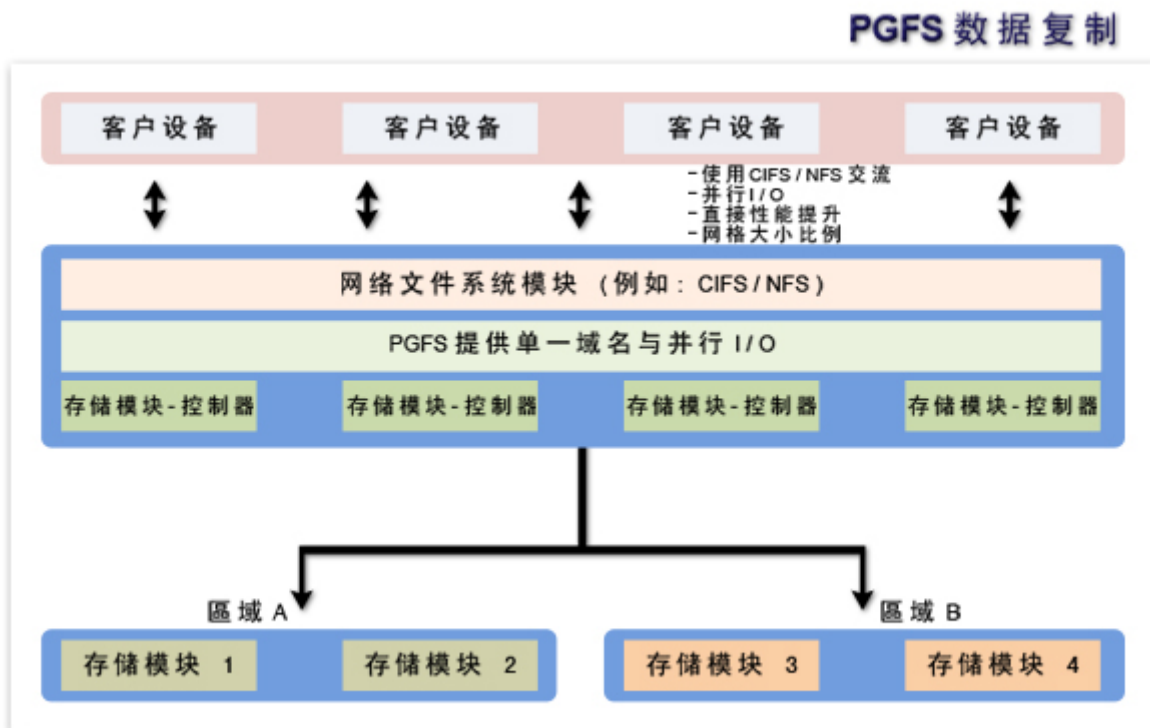 PGFS 数据复制
客户设备 客户设备 客户设备 客户设备
-使用CIFS/NFS 交流
-并行I/O
-直接性能提升
-网格大小比例
网络文件系统模块 (例如: CIFS/NFS)
PGFS 提供单一域名与并行 I/O
存储模块-控制器 存储模块-控制器 存储模块-控制器 存储模块-控制器
區域 A 區域 B
存储模块 1 存储模块 2 存储模块 3 存储模块 4